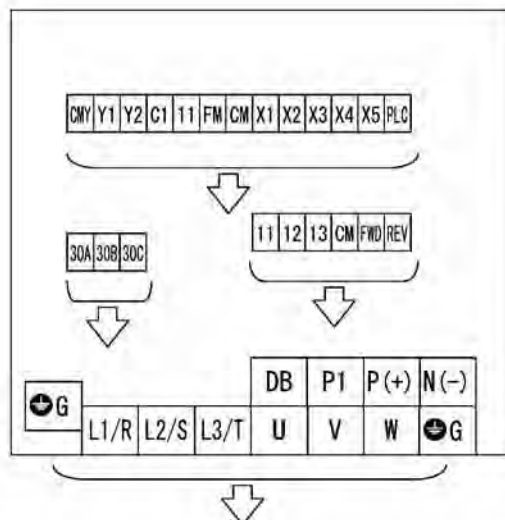 CMY Y1 Y2 C1 11 FM CM X1 X2 X3 X4 X5 PLC
11 12 13 CM FWD REV
30A 30B 30C
DB P1 P(+) N(-)
G
L1/R L2/S L3/T U V W G